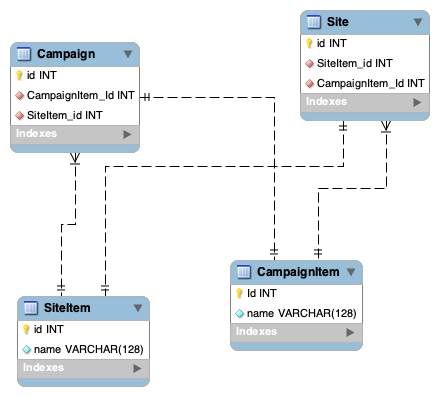 Campaign
id INT
CampaignItem_Id INT
SiteItem_id INT
Indexes
Site
id INT
SiteItem_id INT
CampaignItem_Id INT
Indexes
SiteItem
id INT
name VARCHAR(128)
Indexes
CampaignItem
Id INT
name VARCHAR(128)
Indexes